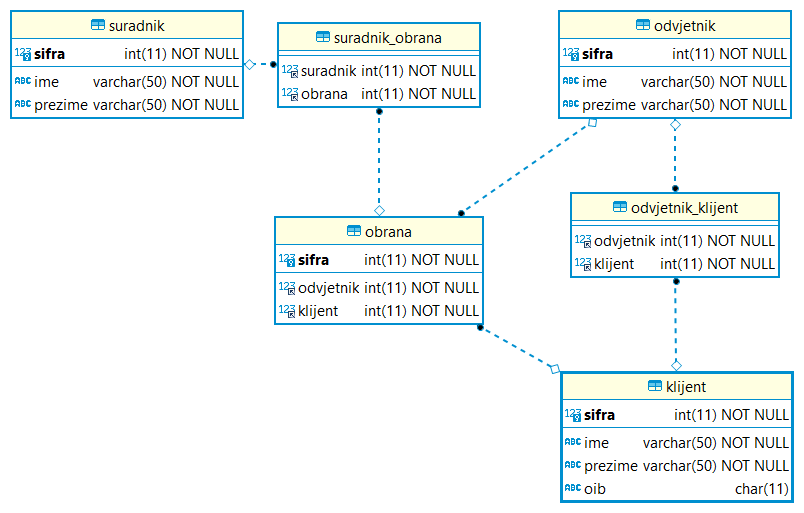 suradnik
123 sifra int(11) NOT NULL
ABC ime varchar(50) NOT NULL
ABC prezime varchar(50) NOT NULL
suradnik_obrana
123 suradnik int(11) NOT NULL
123 obrana int(11) NOT NULL
odvjetnik
123 sifra int(11) NOT NULL
ABC ime varchar(50) NOT NULL
ABC prezime varchar(50) NOT NULL
obrana
123 sifra int(11) NOT NULL
123 odvjetnik int(11) NOT NULL
123 klijent int(11) NOT NULL
odvjetnik_klijent
123 odvjetnik int(11) NOT NULL
123 klijent int(11) NOT NULL
klijent
123 sifra int(11) NOT NULL
ABC ime varchar(50) NOT NULL
ABC prezime varchar(50) NOT NULL
ABC oib char(11)